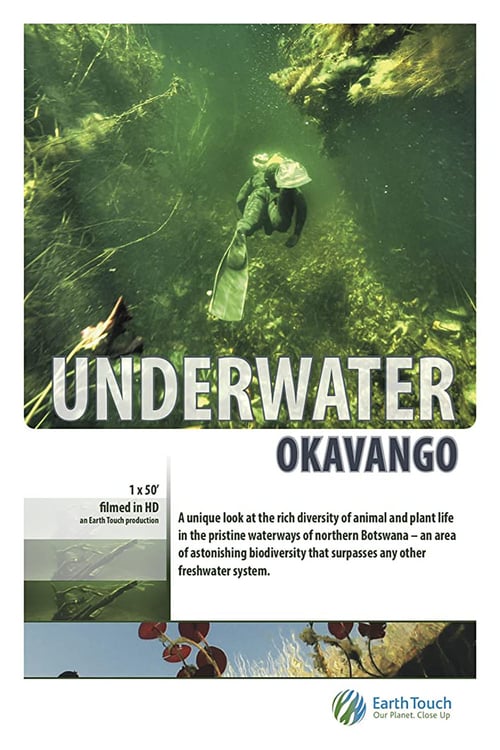 UNDERWATER
OKAVANGO
1 x 50'
filmed in HD
an Earth Touch production
A unique look at the rich diversity of animal and plant life
in the pristine waterways of northern Botswana – an area
of astonishing biodiversity that surpasses any other
freshwater system.
EarthTouch
Our Planet. Close Up